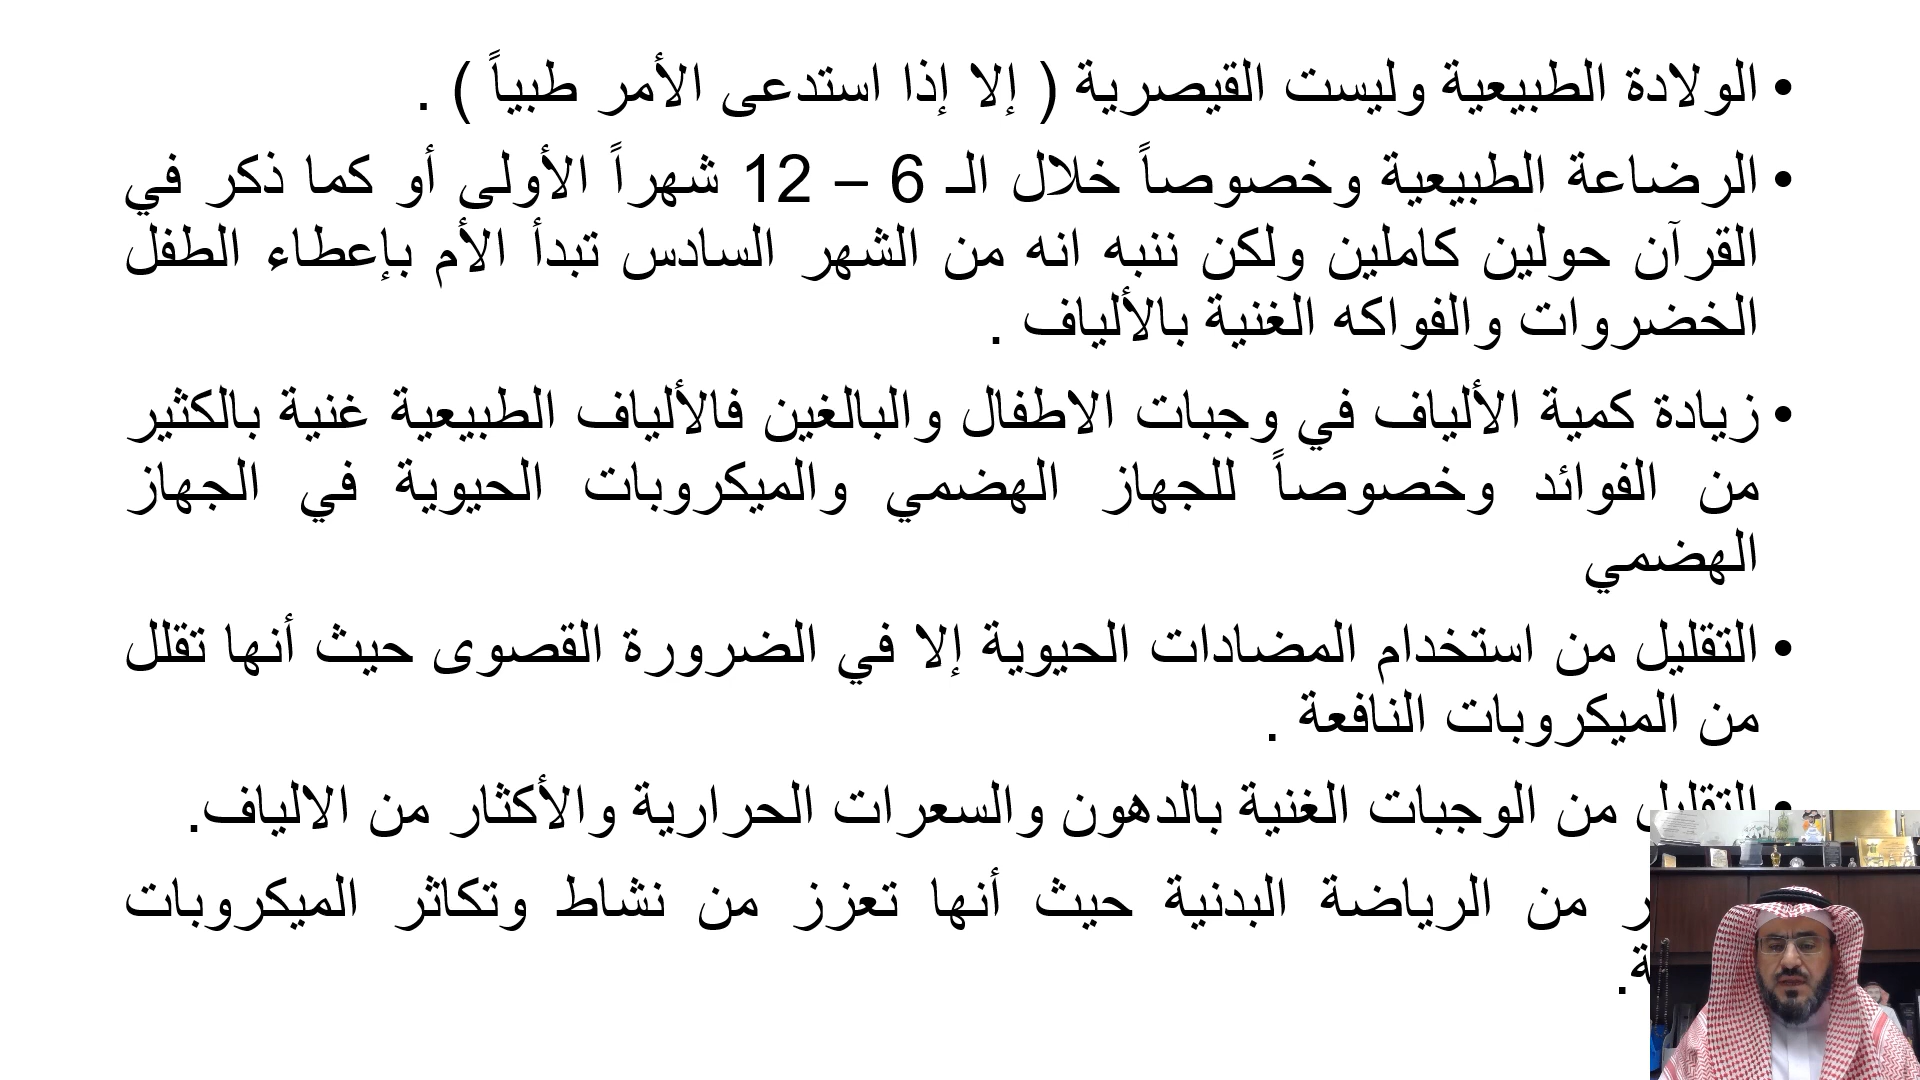 • الولادة الطبيعية وليست القيصرية ( إلا إذا استدعى الأمر طبياً ) .
• الرضاعة الطبيعية وخصوصاً خلال الـ 6 – 12 شهراً الأولى أو كما ذكر في
القرآن حولين كاملين ولكن ننبه انه من الشهر السادس تبدأ الأم بإعطاء الطفل
الخضروات والفواكه الغنية بالألياف .
• زيادة كمية الألياف في وجبات الاطفال والبالغين فالألياف الطبيعية غنية بالكثير
من الفوائد وخصوصاً للجهاز الهضمي والميكروبات الحيوية في الجهاز
الهضمي
• التقليل من استخدام المضادات الحيوية إلا في الضرورة القصوى حيث أنها تقلل
من الميكروبات النافعة .
• التقليل من الوجبات الغنية بالدهون والسعرات الحرارية والأكثار من الالياف.
من الرياضة البدنية حيث أنها تعزز من نشاط وتكاثر الميكروبات